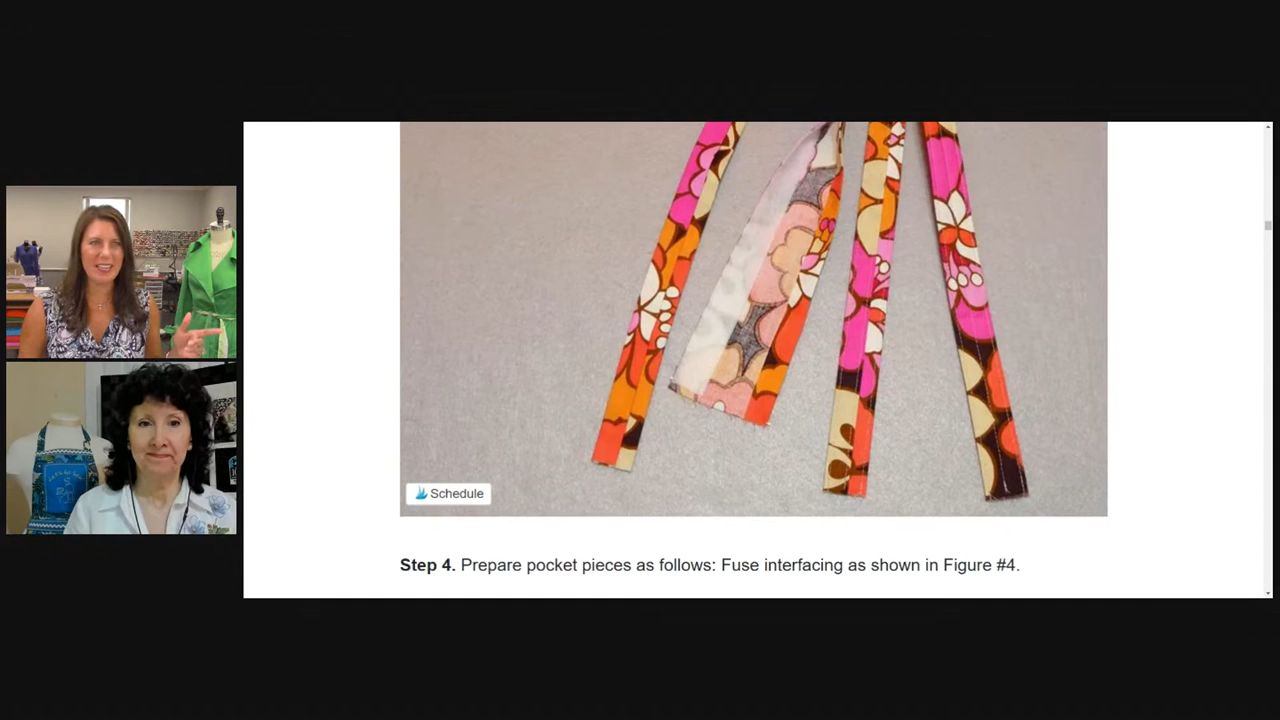 Schedule
Step 4. Prepare pocket pieces as follows: Fuse interfacing as shown in Figure #4.